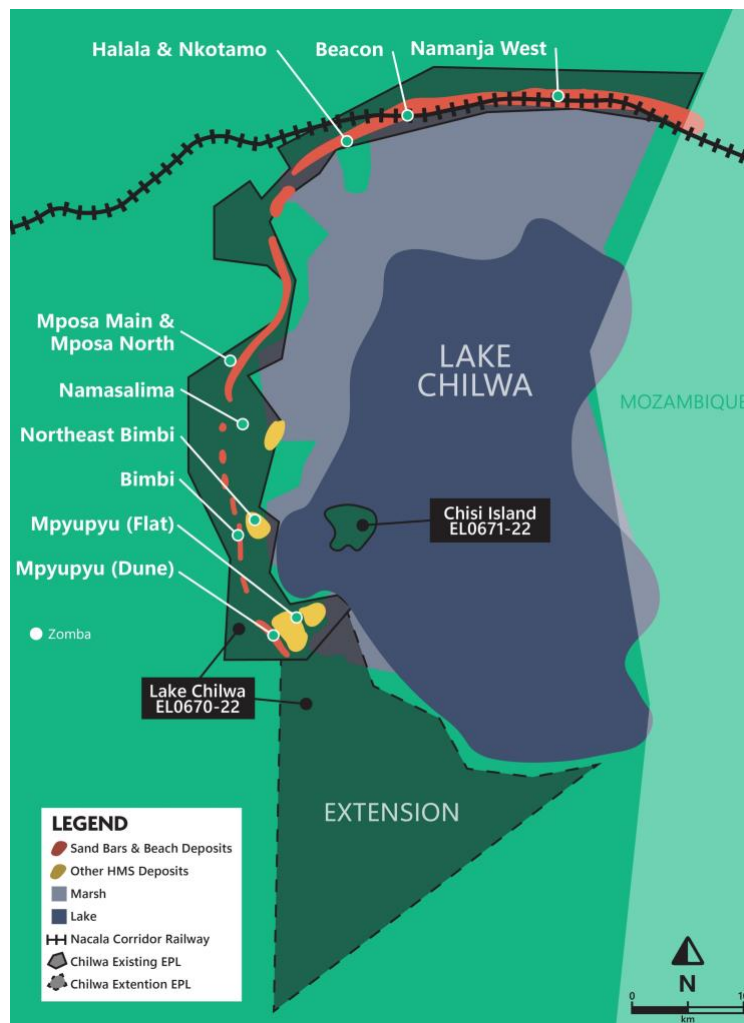 Halala & Nkotamo
Beacon
Namanja West
Mposa Main &
Mposa North
Namasalima
Northeast Bimbi
Bimbi
Mpyupyu (Flat)
Mpyupyu (Dune)
LAKE
CHILWA
MOZAMBIQUE
Chisi Island
EL0671-22
Zomba
Lake Chilwa
EL0670-22
EXTENSION
LEGEND
Sand Bars & Beach Deposits
Other HMS Deposits
Marsh
Lake
Nacala Corridor Railway
Chilwa Existing EPL
Chilwa Extention EPL
N
0
km